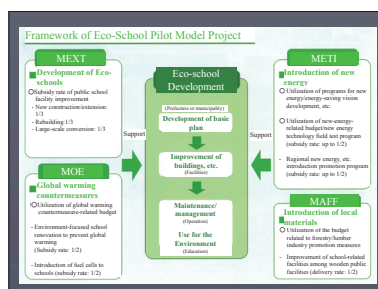 Framework of Eco-School Pilot Model Project
MEXT
Development of Eco-
schools
Subsidy rate of public school
facility improvement
- New construction/extension:
1/3
- Rebuilding:1/3
- Large-scale conversion: 1/3
MOE
Global warming
countermeasures
Utilization of global warming
countermeasure-related budget
- Environment-focused school
renovation to prevent global
warming
(Subsidy rate: 1/2)
- Introduction of fuel cells to
schools (subsidy rate: 1/2)
Support
Eco-school
Development
(Prefecture or municipality)
Development of basic
plan
Improvement of
buildings, etc.
(Facilities)
Maintenance/
management
(Operation)
Use for the
Environment
(Education)
Support
METI
Introduction of new
energy
Utilization of programs for new
energy/energy-saving vision
development, etc.
Utilization of new-energy-
related budget/new energy
technology field test program
(subsidy rate: up to 1/2)
- Regional new energy, etc.
introduction program (subsidy
rate: up to 1/2)
MAFF
Introduction of local
materials
Utilization of the budget
related to forestry/lumber
industry promotion measures
- Improvement of school-related
facilities among wooden public
facilities (delivery rate: 1/2)